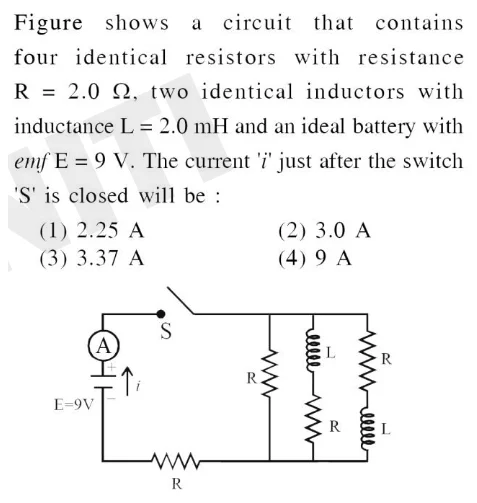 Figure shows a circuit that contains
four identical resistors with resistance
R = 2.0 Ω, two identical inductors with
inductance L = 2.0 mH and an ideal battery with
emf E = 9 V. The current 'i' just after the switch
'S' is closed will be :
(1) 2.25 A (2) 3.0 A
(3) 3.37 A (4) 9 A
S
A
+
i
E=9V
−
R
L
R
R
L
R